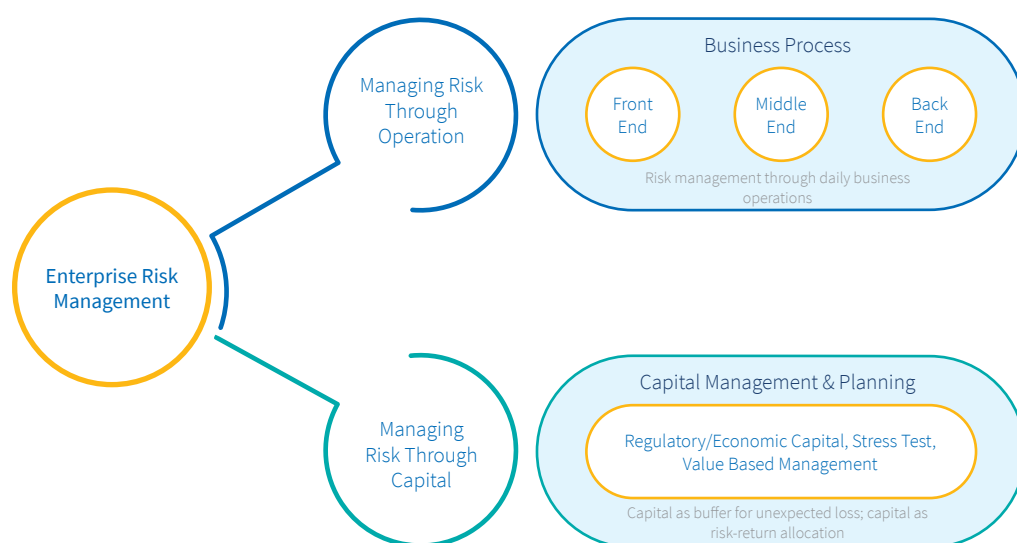 Enterprise Risk
Management
Managing Risk
Through
Operation
Business Process
Front
End
Middle
End
Back
End
Risk management through daily business
operations
Managing
Risk Through
Capital
Capital Management & Planning
Regulatory/Economic Capital, Stress Test,
Value Based Management
Capital as buffer for unexpected loss; capital as
risk-return allocation